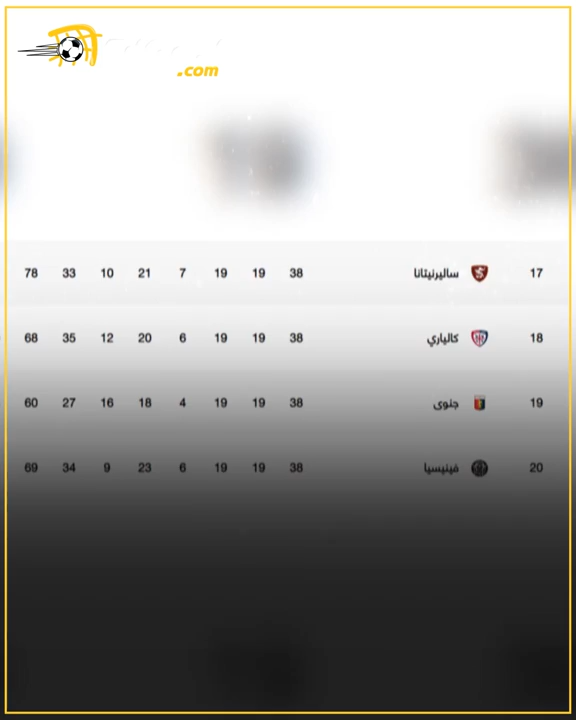 .com
17 ساليرنيتانا 38 19 19 7 21 10 33 78
18 كالياري 38 19 19 6 20 12 35 68
19 جنوى 38 19 19 4 18 16 27 60
20 فينيسيا 38 19 19 6 23 9 34 69